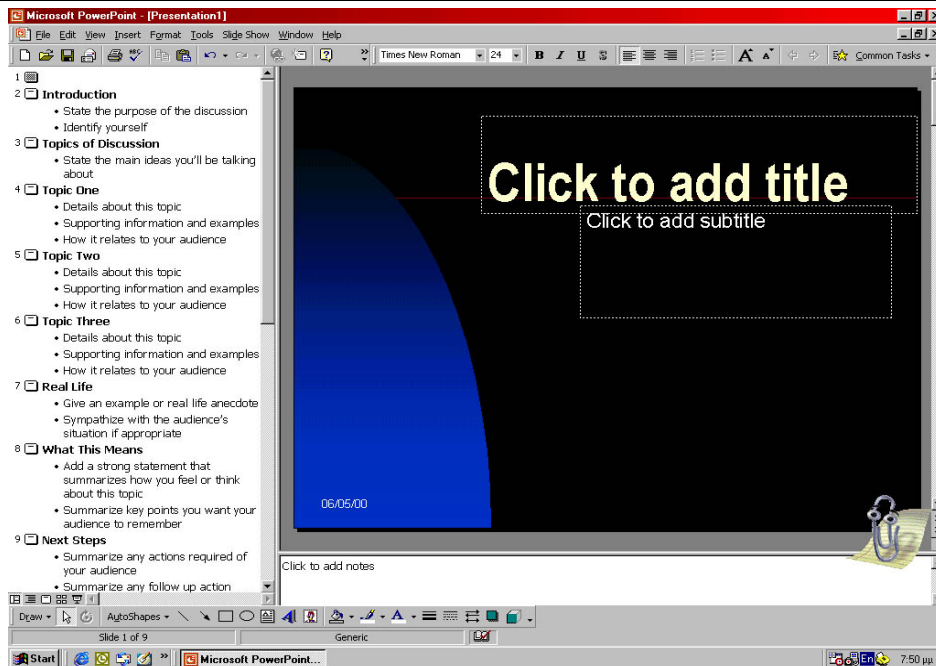 Microsoft PowerPoint - [Presentation1]
File Edit View Insert Format Tools Slide Show Window Help
Times New Roman 24 B I U S A A Common Tasks
1
2 Introduction
• State the purpose of the discussion
• Identify yourself
3 Topics of Discussion
• State the main ideas you'll be talking
about
4 Topic One
• Details about this topic
• Supporting information and examples
• How it relates to your audience
5 Topic Two
• Details about this topic
• Supporting information and examples
• How it relates to your audience
6 Topic Three
• Details about this topic
• Supporting information and examples
• How it relates to your audience
7 Real Life
• Give an example or real life anecdote
• Sympathize with the audience's
situation if appropriate
8 What This Means
• Add a strong statement that
summarizes how you feel or think
about this topic
• Summarize key points you want your
audience to remember
9 Next Steps
• Summarize any actions required of
your audience
• Summarize any follow up action
Click to add title
Click to add subtitle
06/05/00
Click to add notes
Draw AutoShapes
Slide 1 of 9 Generic
Start Microsoft PowerPoint... En 7:50 μμ